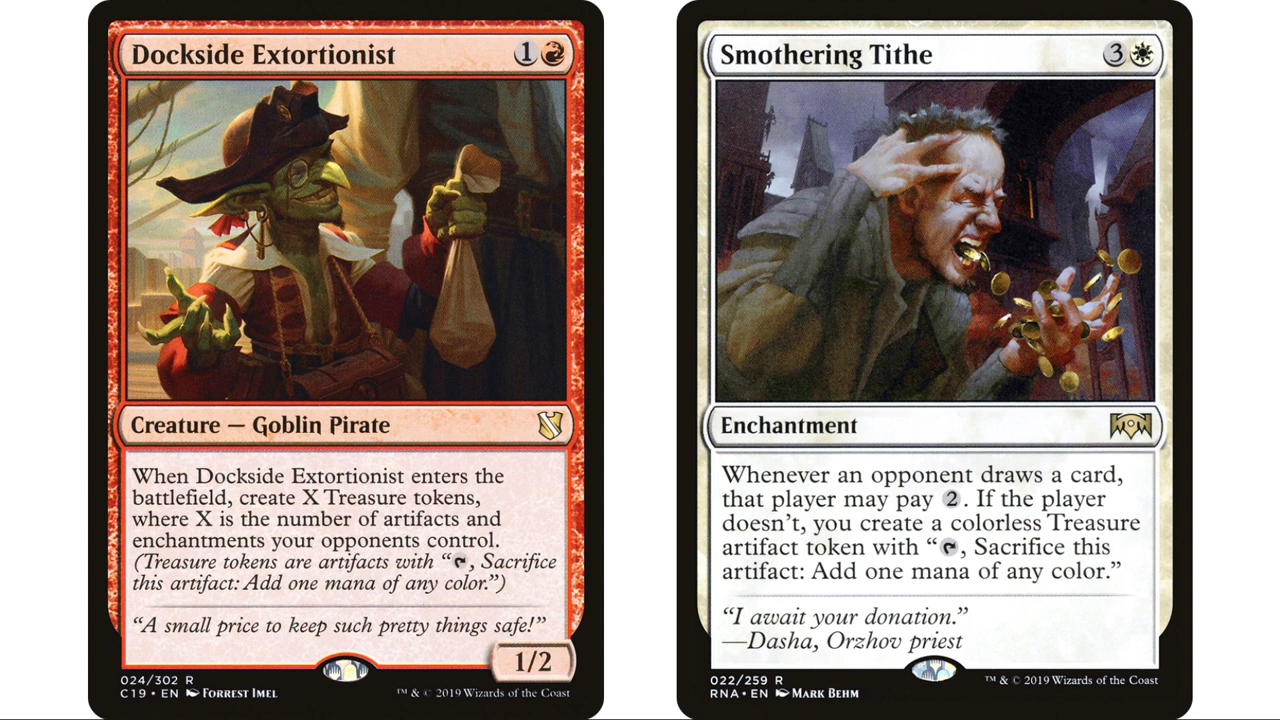 Dockside Extortionist 1
Creature — Goblin Pirate
When Dockside Extortionist enters the
battlefield, create X Treasure tokens,
where X is the number of artifacts and
enchantments your opponents control.
(Treasure tokens are artifacts with “, Sacrifice
this artifact: Add one mana of any color.”)
“A small price to keep such pretty things safe!”
1/2
024/302 R
C19 • EN Forrest Imel
™ & © 2019 Wizards of the Coast
Smothering Tithe 3
Enchantment
Whenever an opponent draws a card,
that player may pay 2. If the player
doesn’t, you create a colorless Treasure
artifact token with “, Sacrifice this
artifact: Add one mana of any color.”
“I await your donation.”
—Dasha, Orzhov priest
022/259 R
RNA • EN Mark Behm
™ & © 2019 Wizards of the Coast